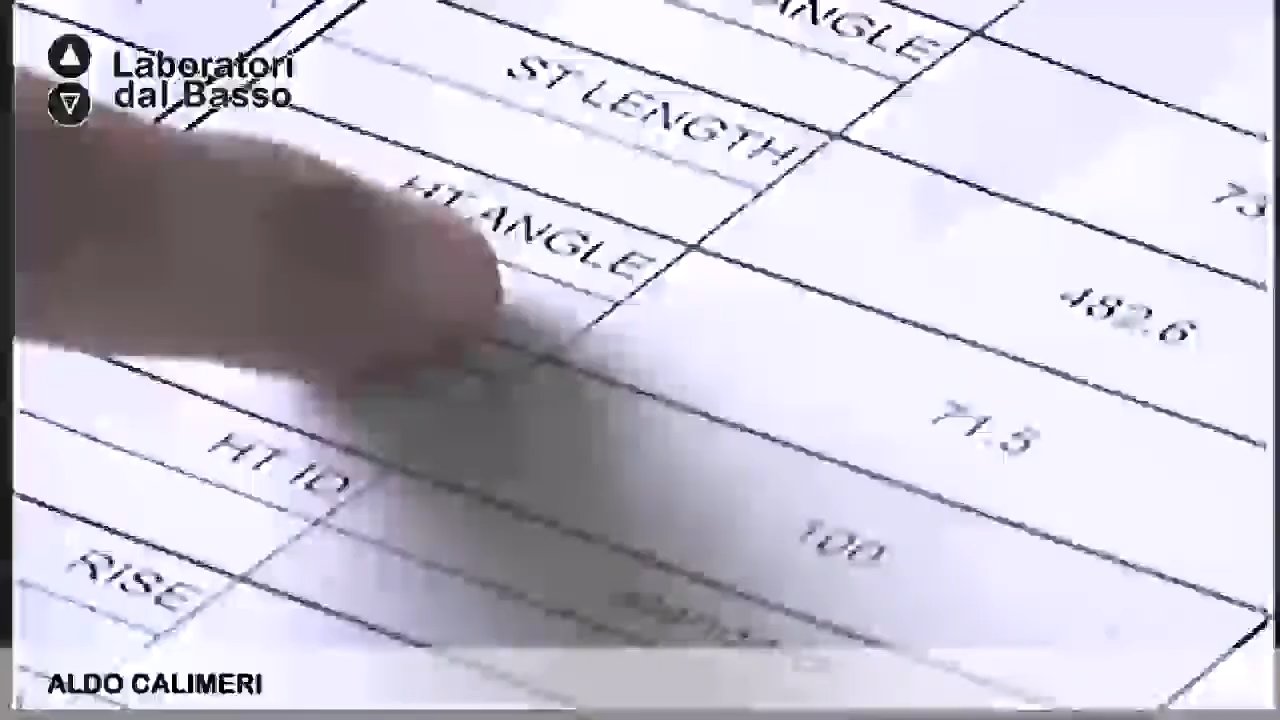 Laboratori
dal Basso
ANGLE
73
ST LENGTH
482.6
HT ANGLE
71.5
100
HT ID
RISE
ALDO CALIMERI